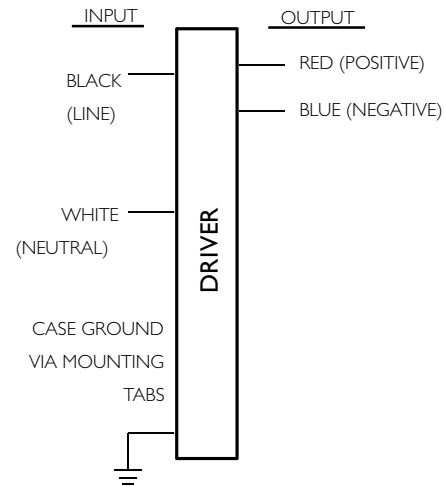 INPUT
OUTPUT
BLACK
(LINE)
RED (POSITIVE)
BLUE (NEGATIVE)
WHITE
(NEUTRAL)
DRIVER
CASE GROUND
VIA MOUNTING
TABS